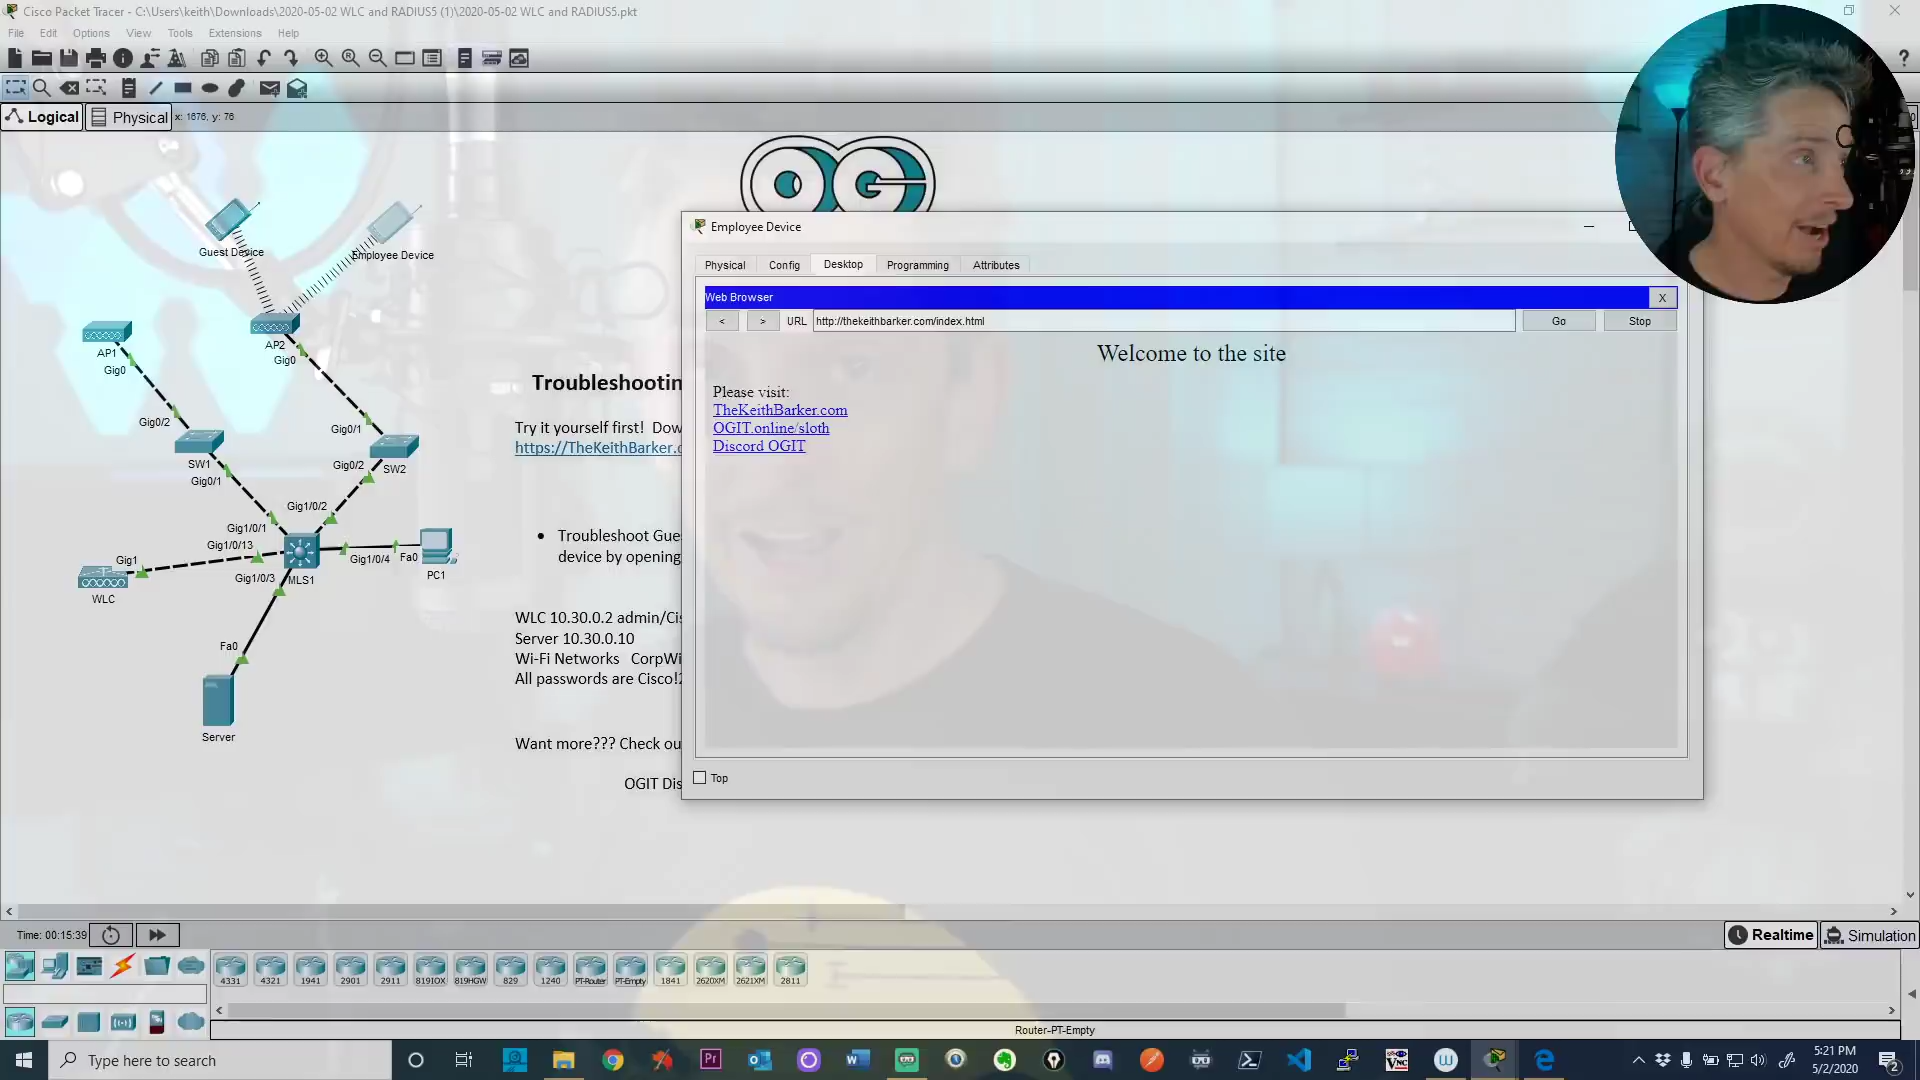 Cisco Packet Tracer - C:\Users\keith\Downloads\2020-05-02 WLC and RADIUS5 (1)\2020-05-02 WLC and RADIUS5.pkt
File Edit Options View Tools Extensions Help
?
Logical Physical x: 1676, y: 76
OG
Guest Device
Employee Device
AP1
Gig0
AP2
Gig0
Gig0/2
Gig0/1
SW1
Gig0/1
Gig0/2
SW2
Gig1/0/2
Gig1/0/1
Gig1/0/13
Gig1
Gig1/0/3
MLS1
Gig1/0/4
Fa0
PC1
WLC
Fa0
Server
Troubleshootin
Try it yourself first! Dow
https://TheKeithBarker.c
• Troubleshoot Gue
device by opening
WLC 10.30.0.2 admin/Cis
Server 10.30.0.10
Wi-Fi Networks CorpWi
All passwords are Cisco!2
Want more??? Check ou
OGIT Dis
Employee Device
Physical Config Desktop Programming Attributes
Web Browser X
< > URL http://thekeithbarker.com/index.html Go Stop
Welcome to the site
Please visit:
TheKeithBarker.com
OGIT.online/sloth
Discord OGIT
Top
Time: 00:15:39
Realtime Simulation
4331 4321 1941 2901 2911 819IOX 819HGW 829 1240 PT-Router PT-Empty 1841 2620XM 2621XM 2811
Router-PT-Empty
Type here to search
5:21 PM
5/2/2020
2